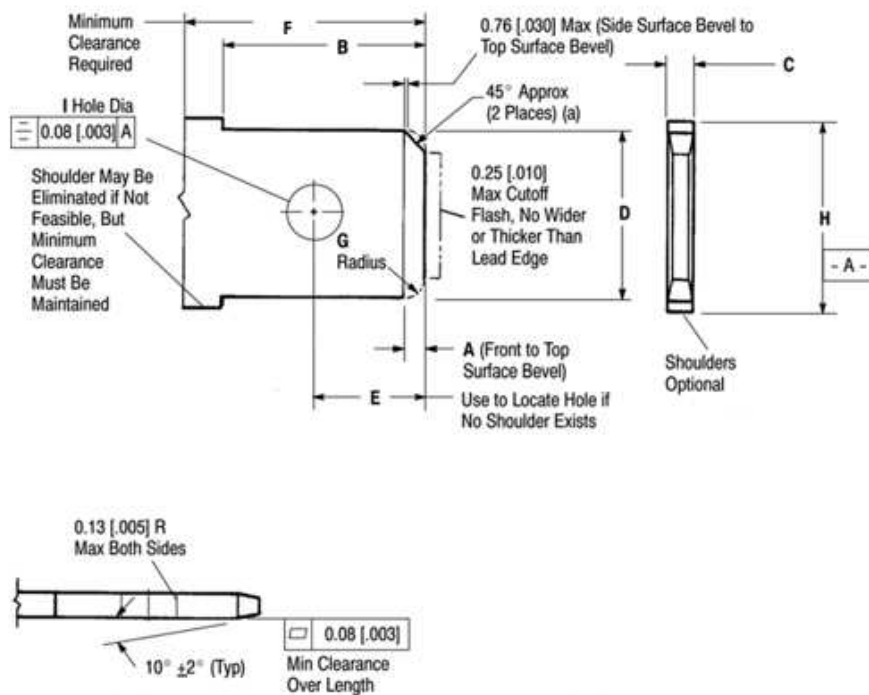 Minimum
Clearance
Required
F
B
0.76 [.030] Max (Side Surface Bevel to
Top Surface Bevel)
C
45° Approx
(2 Places) (a)
I Hole Dia
0.08 [.003] A
Shoulder May Be
Eliminated if Not
Feasible, But
Minimum
Clearance
Must Be
Maintained
G
Radius
0.25 [.010]
Max Cutoff
Flash, No Wider
or Thicker Than
Lead Edge
D
H
- A -
A (Front to Top
Surface Bevel)
Shoulders
Optional
E
Use to Locate Hole if
No Shoulder Exists
0.13 [.005] R
Max Both Sides
10° ±2° (Typ)
0.08 [.003]
Min Clearance
Over Length